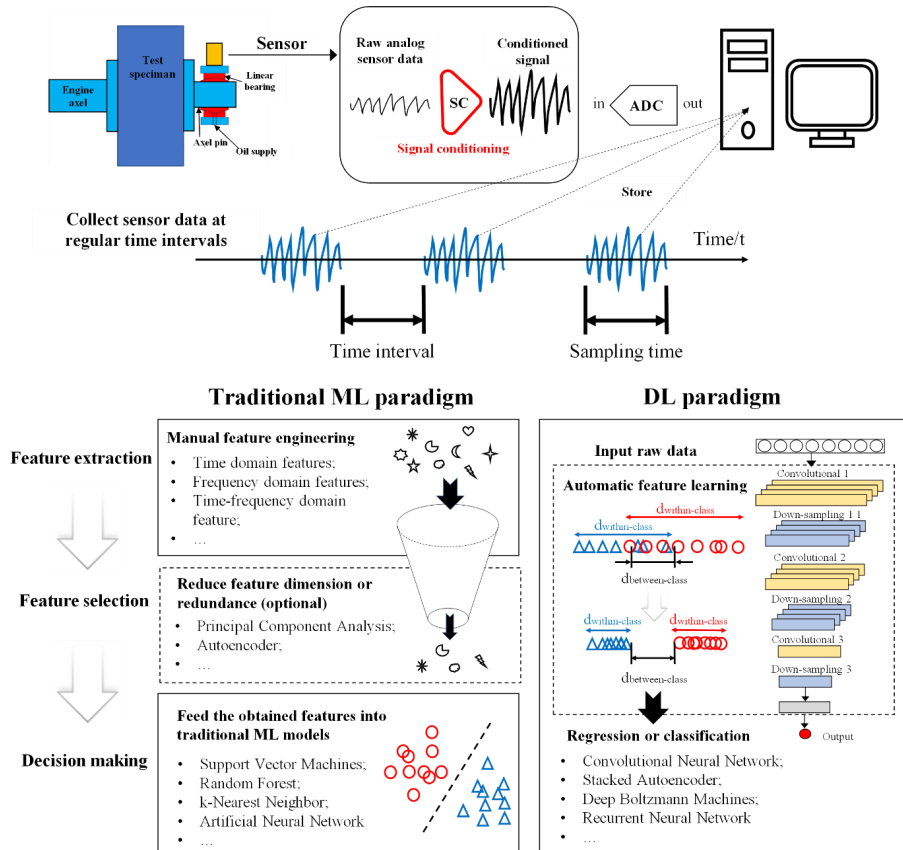 Test
speciman
Engine
axel
Linear
bearing
Axel pin
Oil supply
Sensor
Raw analog
sensor data
Conditioned
signal
SC
Signal conditioning
in
ADC
out
Store
Collect sensor data at
regular time intervals
Time/t
Time interval
Sampling time
Traditional ML paradigm
DL paradigm
Feature extraction
Manual feature engineering
• Time domain features;
• Frequency domain features;
• Time-frequency domain
feature;
• …
Feature selection
Reduce feature dimension or
redundance (optional)
• Principal Component Analysis;
• Autoencoder;
• …
Decision making
Feed the obtained features into
traditional ML models
• Support Vector Machines;
• Random Forest;
• k-Nearest Neighbor;
• Artificial Neural Network
• …
Input raw data
Automatic feature learning
dwithin-class
dwithin-class
dbetween-class
dwithin-class
dwithin-class
dbetween-class
Convolutional 1
Down-sampling 1 1
Convolutional 2
Down-sampling 2
Convolutional 3
Down-sampling 3
Output
Regression or classification
• Convolutional Neural Network;
• Stacked Autoencoder;
• Deep Boltzmann Machines;
• Recurrent Neural Network
• …